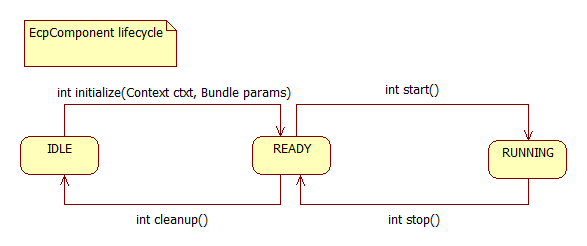 EcpComponent lifecycle
int initialize(Context ctxt, Bundle params)
int start()
IDLE
READY
RUNNING
int cleanup()
int stop()